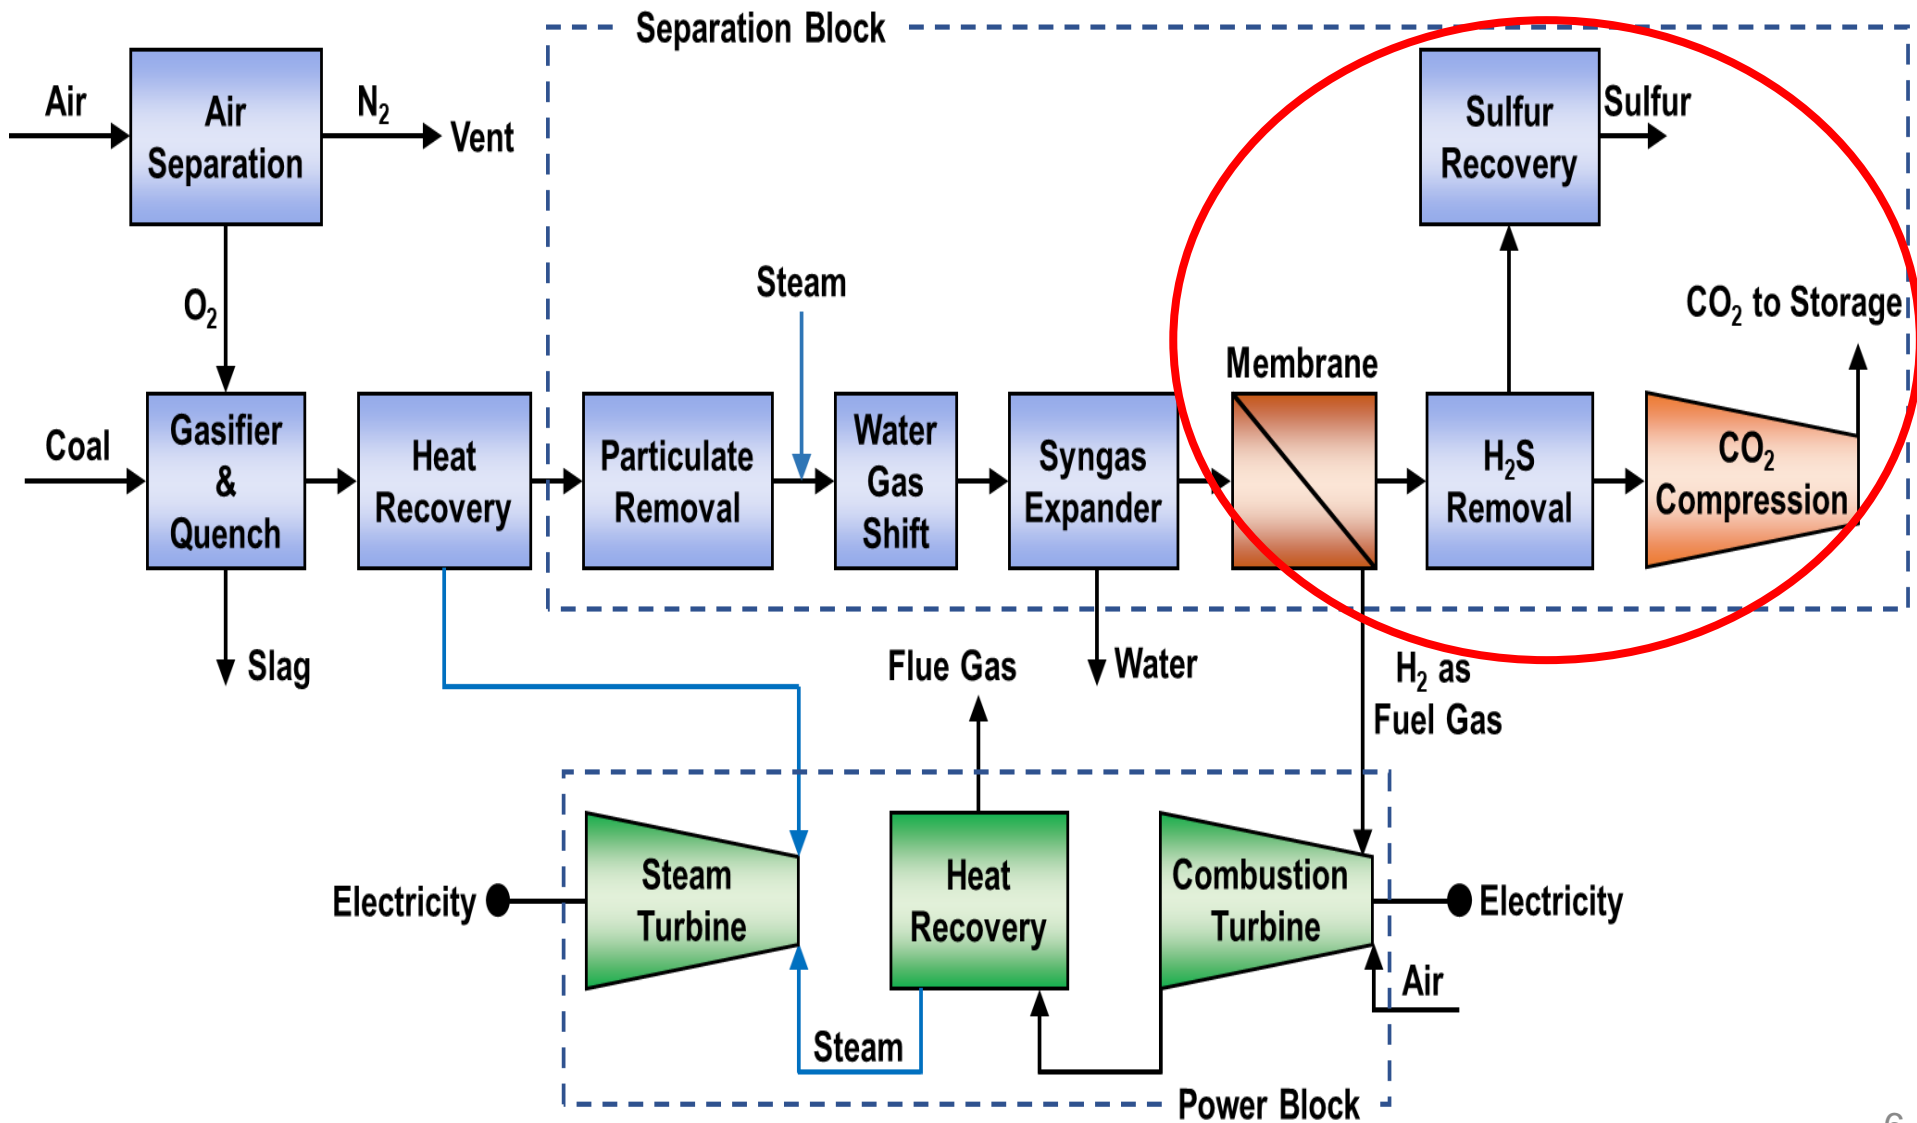 Separation Block
Air
Air
Separation
N₂
Vent
Sulfur
Recovery
Sulfur
O₂
Steam
CO₂ to Storage
Membrane
Coal
Gasifier
&
Quench
Heat
Recovery
Particulate
Removal
Water
Gas
Shift
Syngas
Expander
H₂S
Removal
CO₂
Compression
Slag
Flue Gas
Water
H₂ as
Fuel Gas
Electricity
Steam
Turbine
Heat
Recovery
Combustion
Turbine
Electricity
Air
Steam
Power Block